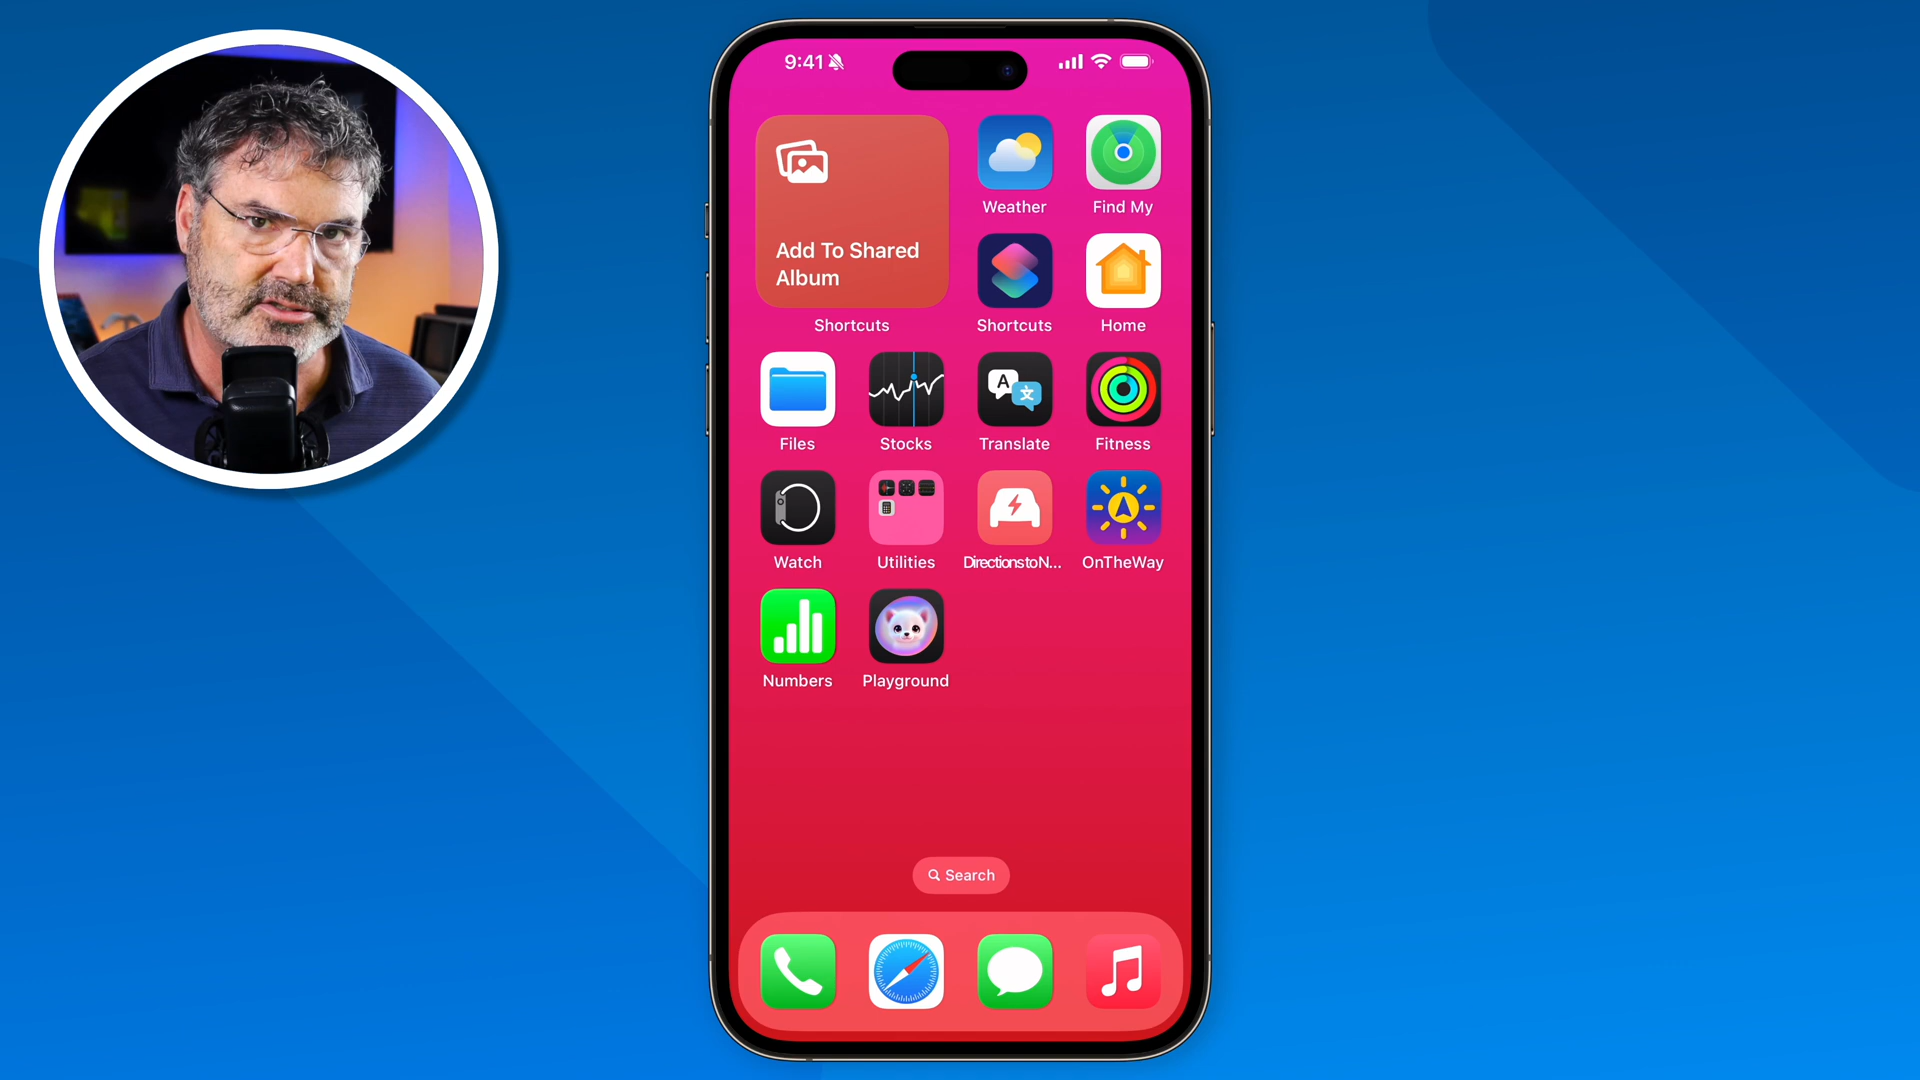 9:41
Add To Shared
Album
Weather
Find My
Shortcuts
Shortcuts
Home
A
文
Files
Stocks
Translate
Fitness
Watch
Utilities
DirectionstoN...
OnTheWay
Numbers
Playground
Search